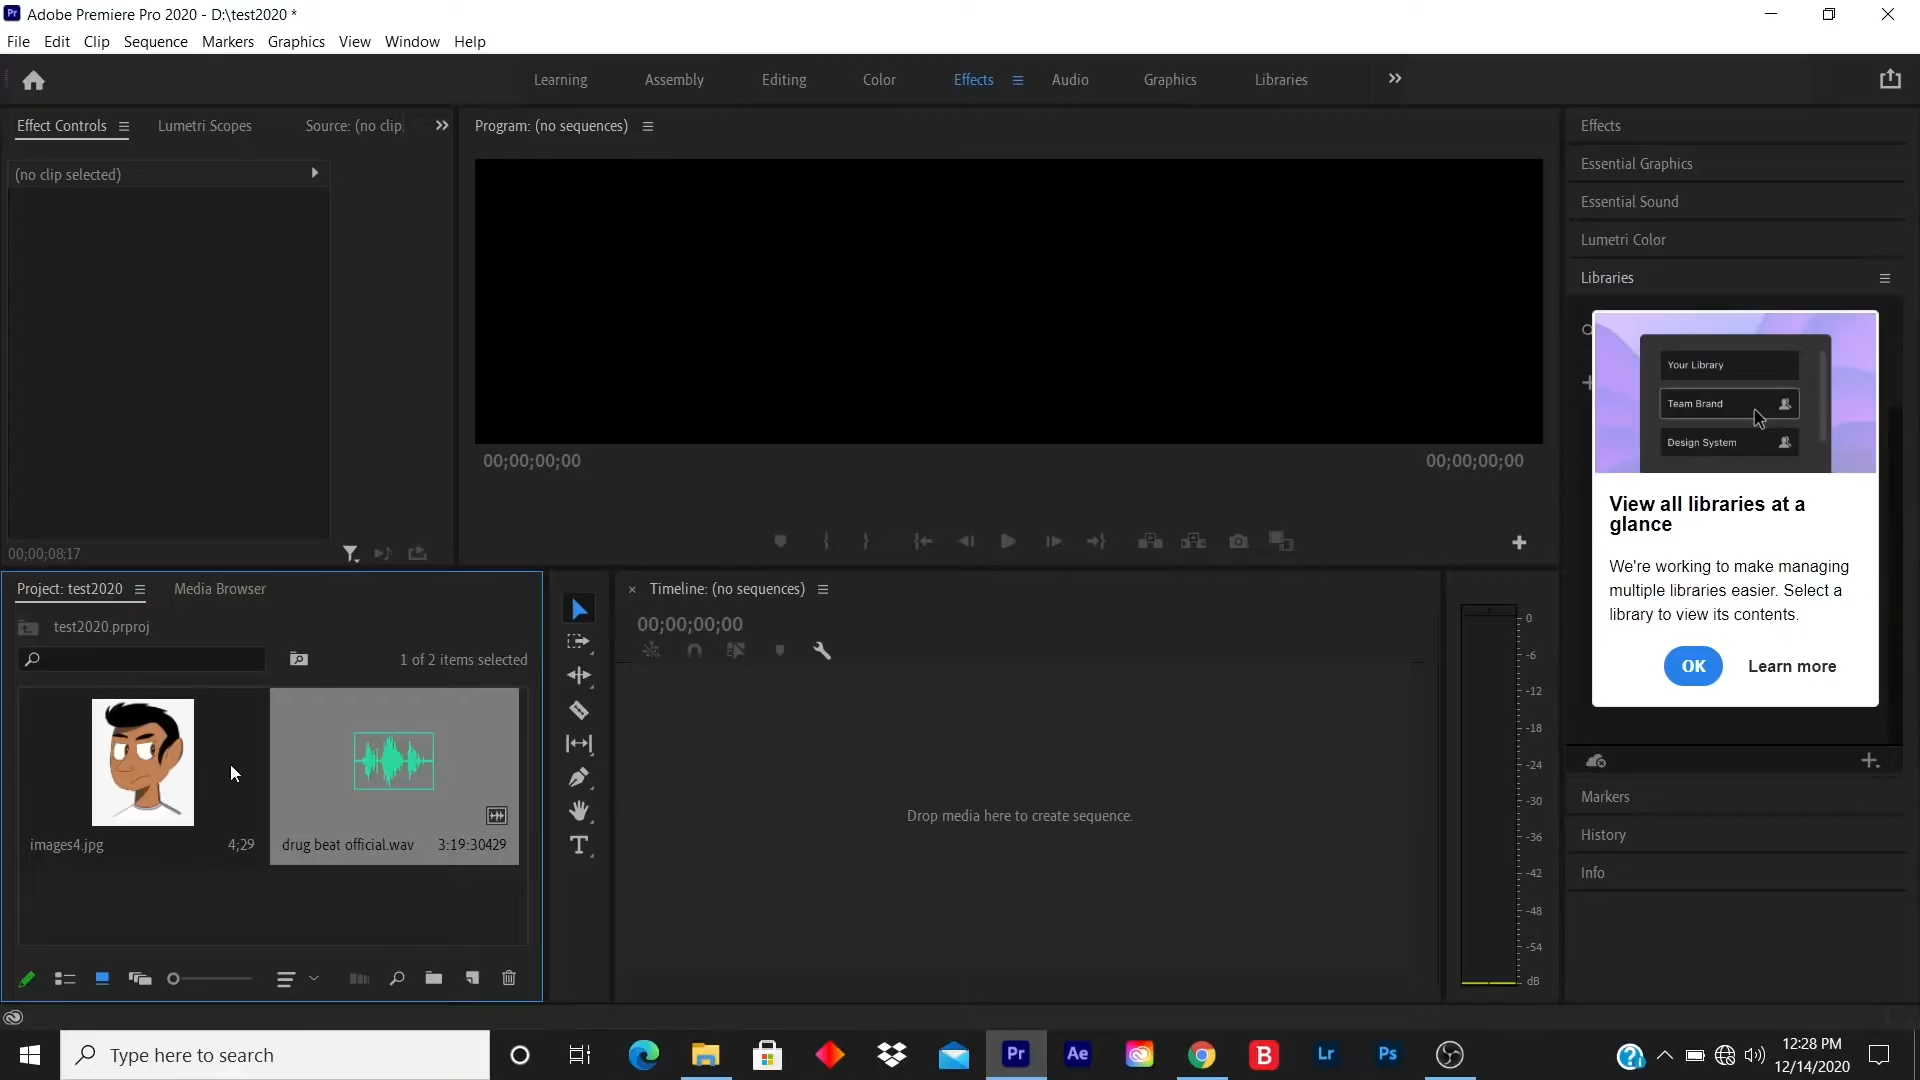 Pr Adobe Premiere Pro 2020 - D:\test2020 *
File Edit Clip Sequence Markers Graphics View Window Help
Learning Assembly Editing Color Effects Audio Graphics Libraries
Effect Controls Lumetri Scopes Source: (no clip
(no clip selected)
00;00;08;17
Program: (no sequences)
00;00;00;00 00;00;00;00
Effects
Essential Graphics
Essential Sound
Lumetri Color
Libraries
Your Library
Team Brand
Design System
View all libraries at a
glance
We're working to make managing
multiple libraries easier. Select a
library to view its contents.
OK Learn more
Markers
History
Info
Project: test2020 Media Browser
test2020.prproj
1 of 2 items selected
images4.jpg 4;29
drug beat official.wav 3:19:30429
Timeline: (no sequences)
00;00;00;00
Drop media here to create sequence.
0
-6
-12
-18
-24
-30
-36
-42
-48
-54
dB
Type here to search
Pr Ae B Lr Ps
12:28 PM
12/14/2020